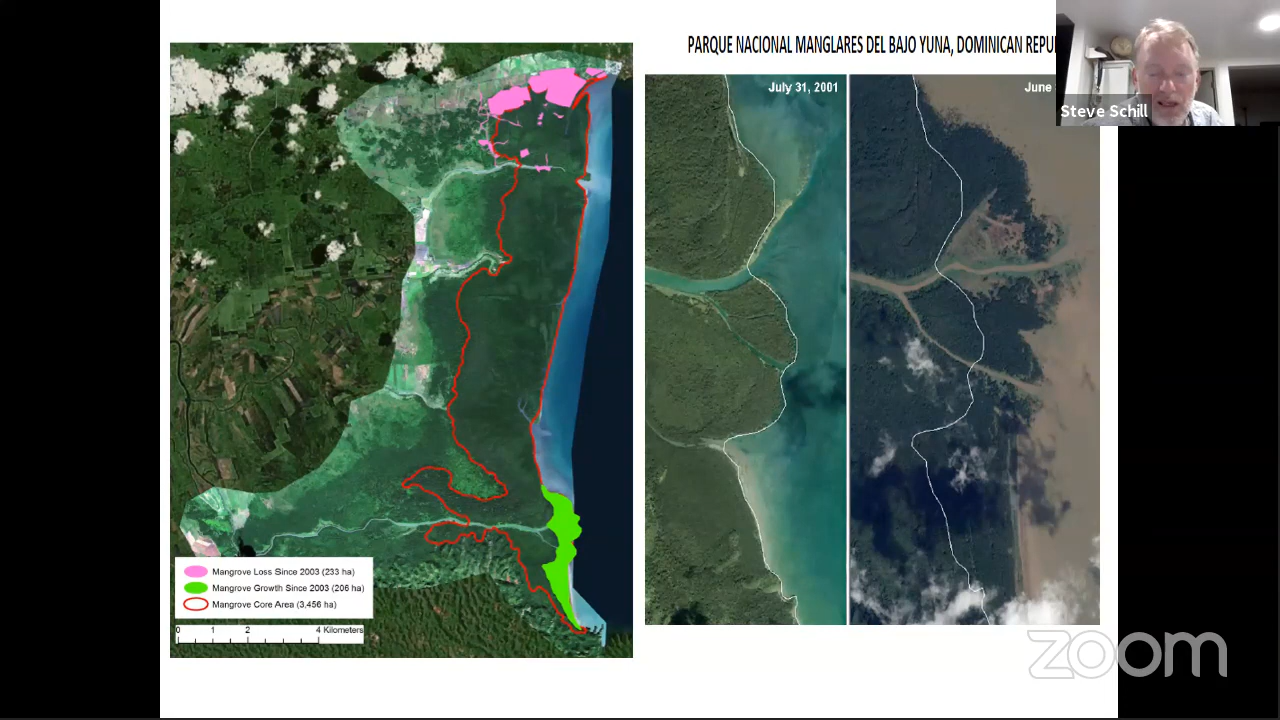 PARQUE NACIONAL MANGLARES DEL BAJO YUNA, DOMINICAN REPU
July 31, 2001
June
Steve Schill
Mangrove Loss Since 2003 (233 ha)
Mangrove Growth Since 2003 (206 ha)
Mangrove Core Area (3,456 ha)
0 1 2 4 Kilometers
zoom